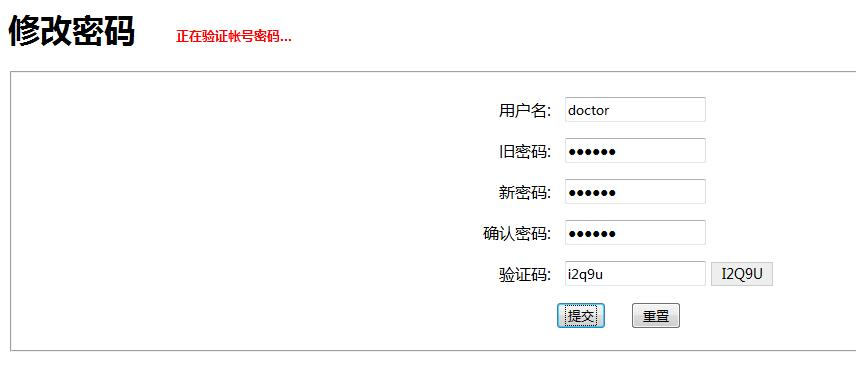 修改密码 正在验证帐号密码...
用户名: doctor
旧密码: ●●●●●●
新密码: ●●●●●●
确认密码: ●●●●●●
验证码: i2q9u I2Q9U
提交 重置